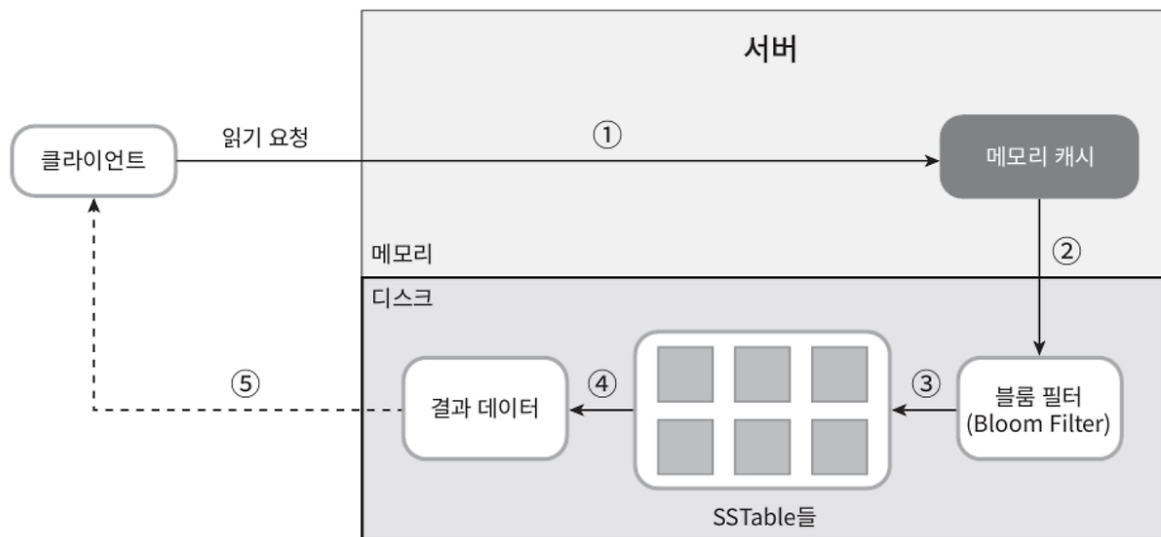 서버
읽기 요청
①
클라이언트
메모리 캐시
메모리
②
디스크
⑤
결과 데이터
④
③
블룸 필터
(Bloom Filter)
SSTable들